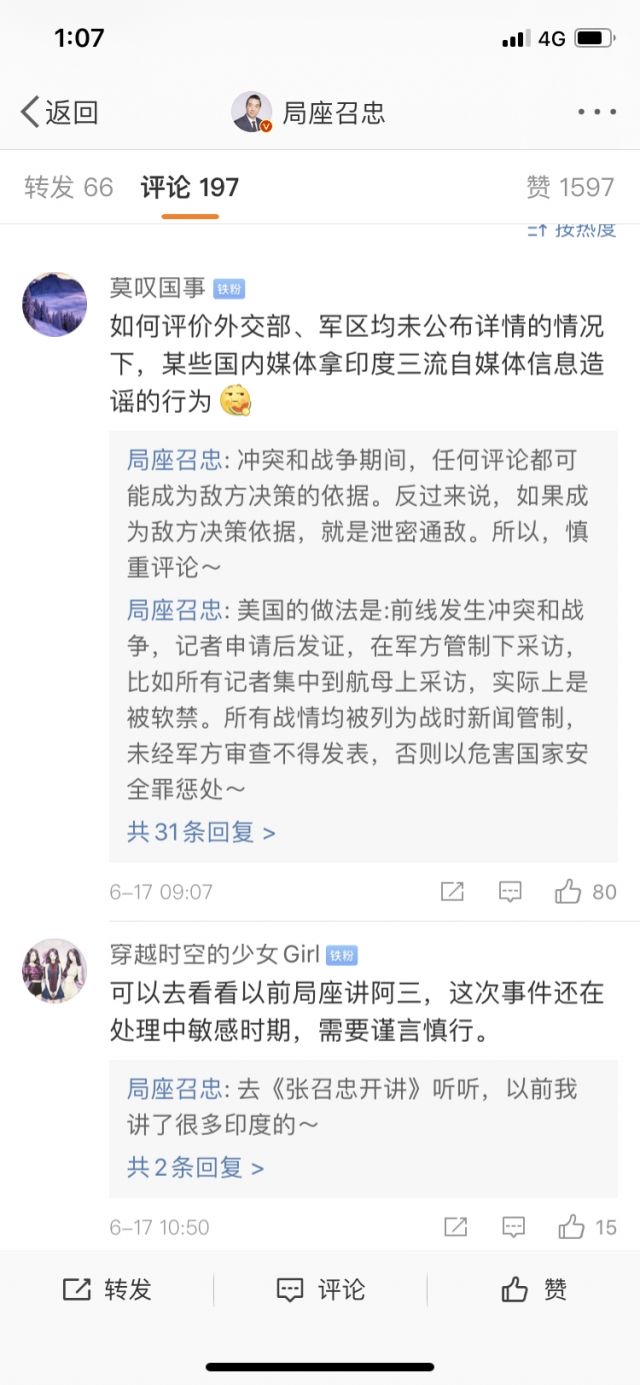 1:07
4G
返回
局座召忠
转发 66
评论 197
赞 1597
按热度
莫叹国事 铁粉
如何评价外交部、军区均未公布详情的情况
下，某些国内媒体拿印度三流自媒体信息造
谣的行为
局座召忠: 冲突和战争期间，任何评论都可
能成为敌方决策的依据。反过来说，如果成
为敌方决策依据，就是泄密通敌。所以，慎
重评论～
局座召忠: 美国的做法是:前线发生冲突和战
争，记者申请后发证，在军方管制下采访，
比如所有记者集中到航母上采访，实际上是
被软禁。所有战情均被列为战时新闻管制，
未经军方审查不得发表，否则以危害国家安
全罪惩处～
共31条回复 >
6-17 09:07
80
穿越时空的少女Girl 铁粉
可以去看看以前局座讲阿三，这次事件还在
处理中敏感时期，需要谨言慎行。
局座召忠: 去《张召忠开讲》听听，以前我
讲了很多印度的～
共2条回复 >
6-17 10:50
15
转发
评论
赞